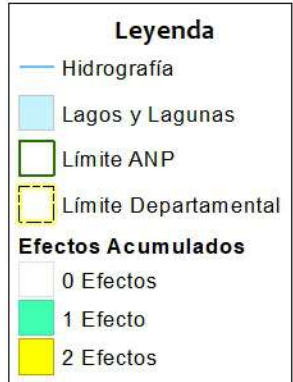 Leyenda
Hidrografía
Lagos y Lagunas
Límite ANP
Límite Departamental
Efectos Acumulados
0 Efectos
1 Efecto
2 Efectos